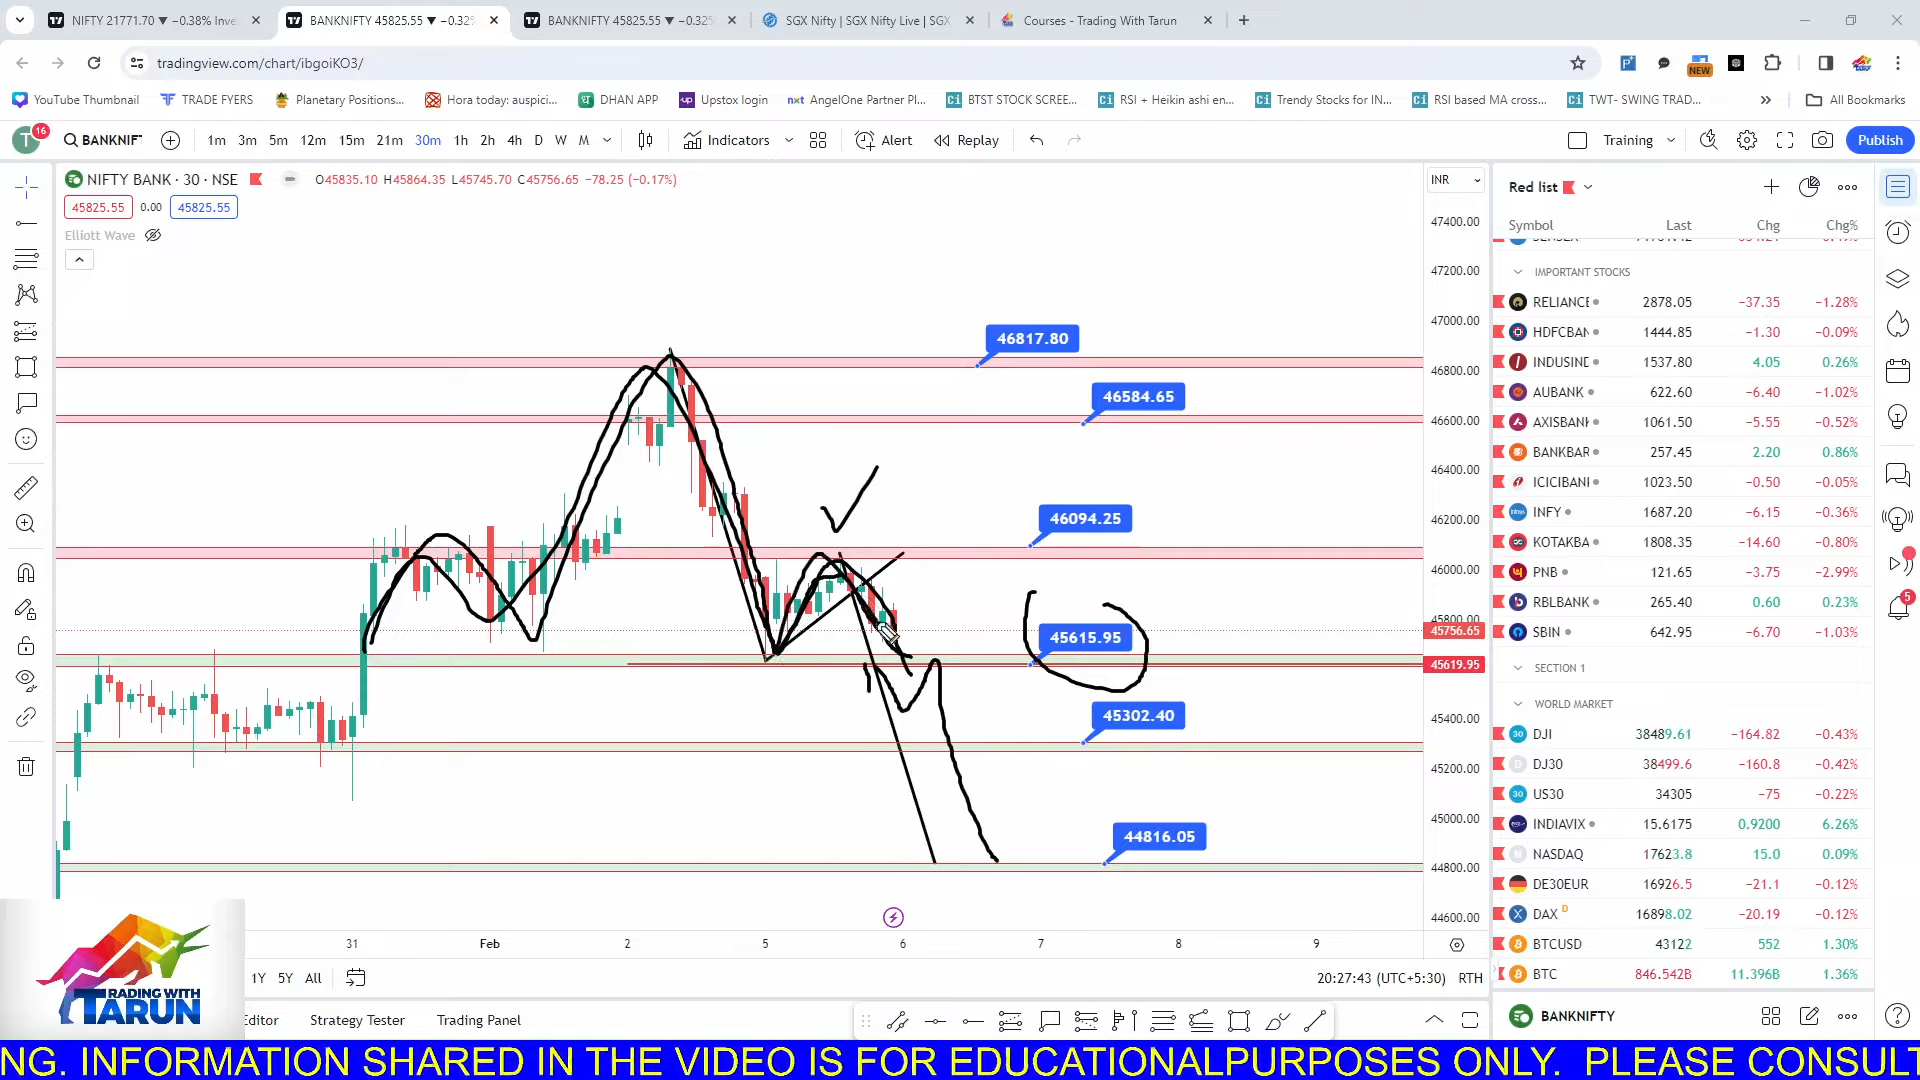 NIFTY 21771.70 ▼ −0.38% Inve
BANKNIFTY 45825.55 ▼ −0.32%
BANKNIFTY 45825.55 ▼ −0.32%
SGX Nifty | SGX Nifty Live | SGX
Courses - Trading With Tarun
tradingview.com/chart/ibgoiKO3/
NEW
YouTube Thumbnail
TRADE FYERS
Planetary Positions...
Hora today: auspici...
DHAN APP
Upstox login
AngelOne Partner Pl...
BTST STOCK SCREE...
RSI + Heikin ashi en...
Trendy Stocks for IN...
RSI based MA cross...
TWT- SWING TRAD...
All Bookmarks
T 16
BANKNIF
1m 3m 5m 12m 15m 21m 30m 1h 2h 4h D W M
Indicators
Alert
Replay
Training
Publish
NIFTY BANK · 30 · NSE
O45835.10 H45864.35 L45745.70 C45756.65 −78.25 (−0.17%)
45825.55 0.00 45825.55
Elliott Wave
INR
47400.00
47200.00
47000.00
46800.00
46600.00
46400.00
46200.00
46000.00
45800.00
45756.65
45619.95
45400.00
45200.00
45000.00
44800.00
44600.00
46817.80
46584.65
46094.25
45615.95
45302.40
44816.05
31 Feb 2 5 6 7 8 9
1Y 5Y All
20:27:43 (UTC+5:30) RTH
Editor Strategy Tester Trading Panel
Red list
Symbol Last Chg Chg%
IMPORTANT STOCKS
RELIANCE 2878.05 −37.35 −1.28%
HDFCBAN 1444.85 −1.30 −0.09%
INDUSIND 1537.80 4.05 0.26%
AUBANK 622.60 −6.40 −1.02%
AXISBANK 1061.50 −5.55 −0.52%
BANKBAR 257.45 2.20 0.86%
ICICIBANI 1023.50 −0.50 −0.05%
INFY 1687.20 −6.15 −0.36%
KOTAKBA 1808.35 −14.60 −0.80%
PNB 121.65 −3.75 −2.99%
RBLBANK 265.40 0.60 0.23%
SBIN 642.95 −6.70 −1.03%
SECTION 1
WORLD MARKET
DJI 38489.61 −164.82 −0.43%
DJ30 38499.6 −160.8 −0.42%
US30 34305 −75 −0.22%
INDIAVIX 15.6175 0.9200 6.26%
NASDAQ 17623.8 15.0 0.09%
DE30EUR 16926.5 −21.1 −0.12%
DAX D 16898.02 −20.19 −0.12%
BTCUSD 43122 552 1.30%
BTC 846.542B 11.396B 1.36%
BANKNIFTY
5
TRADING WITH
TARUN
NG. INFORMATION SHARED IN THE VIDEO IS FOR EDUCATIONALPURPOSES ONLY. PLEASE CONSULT